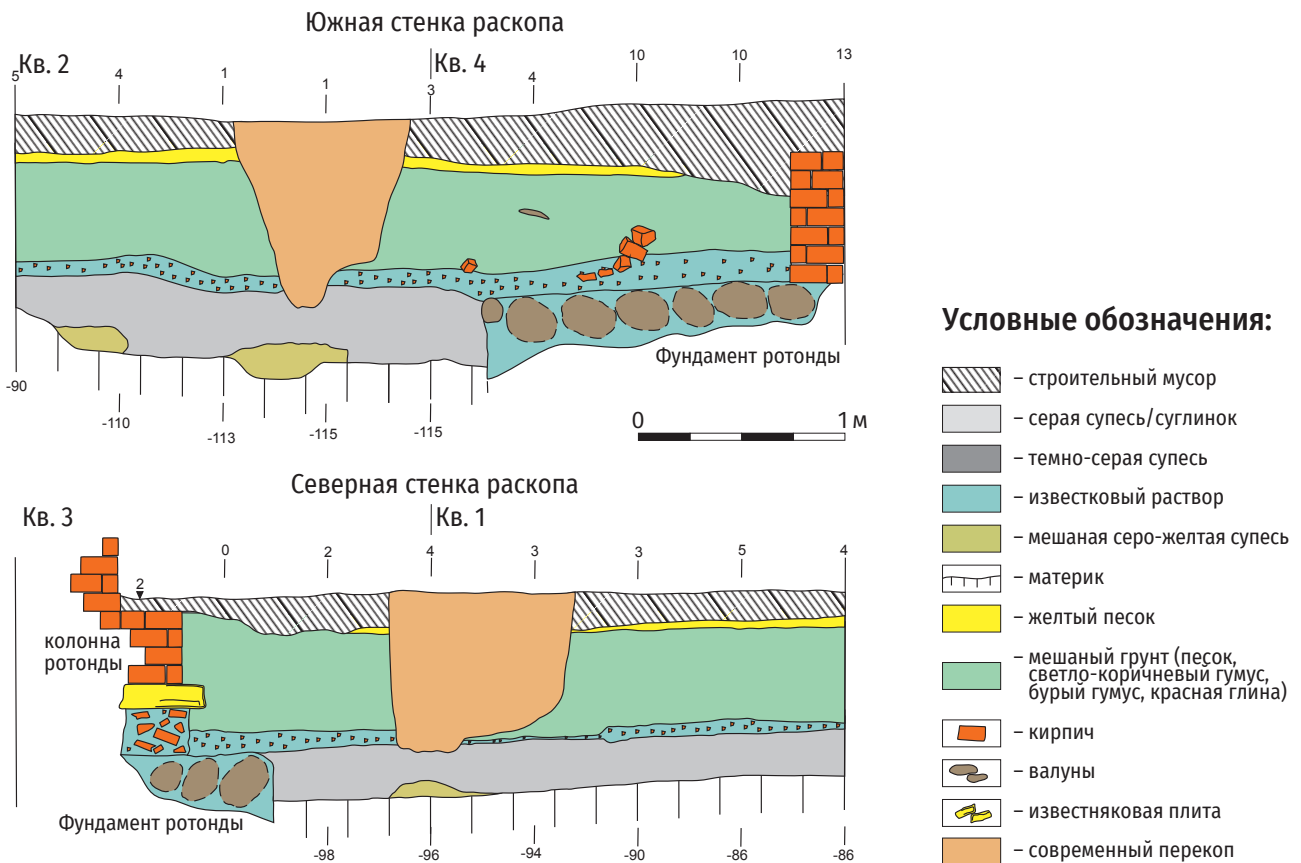 Южная стенка раскопа
Кв. 2
Кв. 4
5 4 1 1 3 4 10 10 13
Фундамент ротонды
-90 -110 -113 -115 -115
0 1 м
Северная стенка раскопа
Кв. 3
Кв. 1
0 2 4 3 5 4
2
колонна
ротонды
Фундамент ротонды
-98 -96 -94 -90 -86 -86
Условные обозначения:
– строительный мусор
– серая супесь/суглинок
– темно-серая супесь
– известковый раствор
– мешаная серо-желтая супесь
– материк
– желтый песок
– мешаный грунт (песок,
светло-коричневый гумус,
бурый гумус, красная глина)
– кирпич
– валуны
– известняковая плита
– современный перекоп